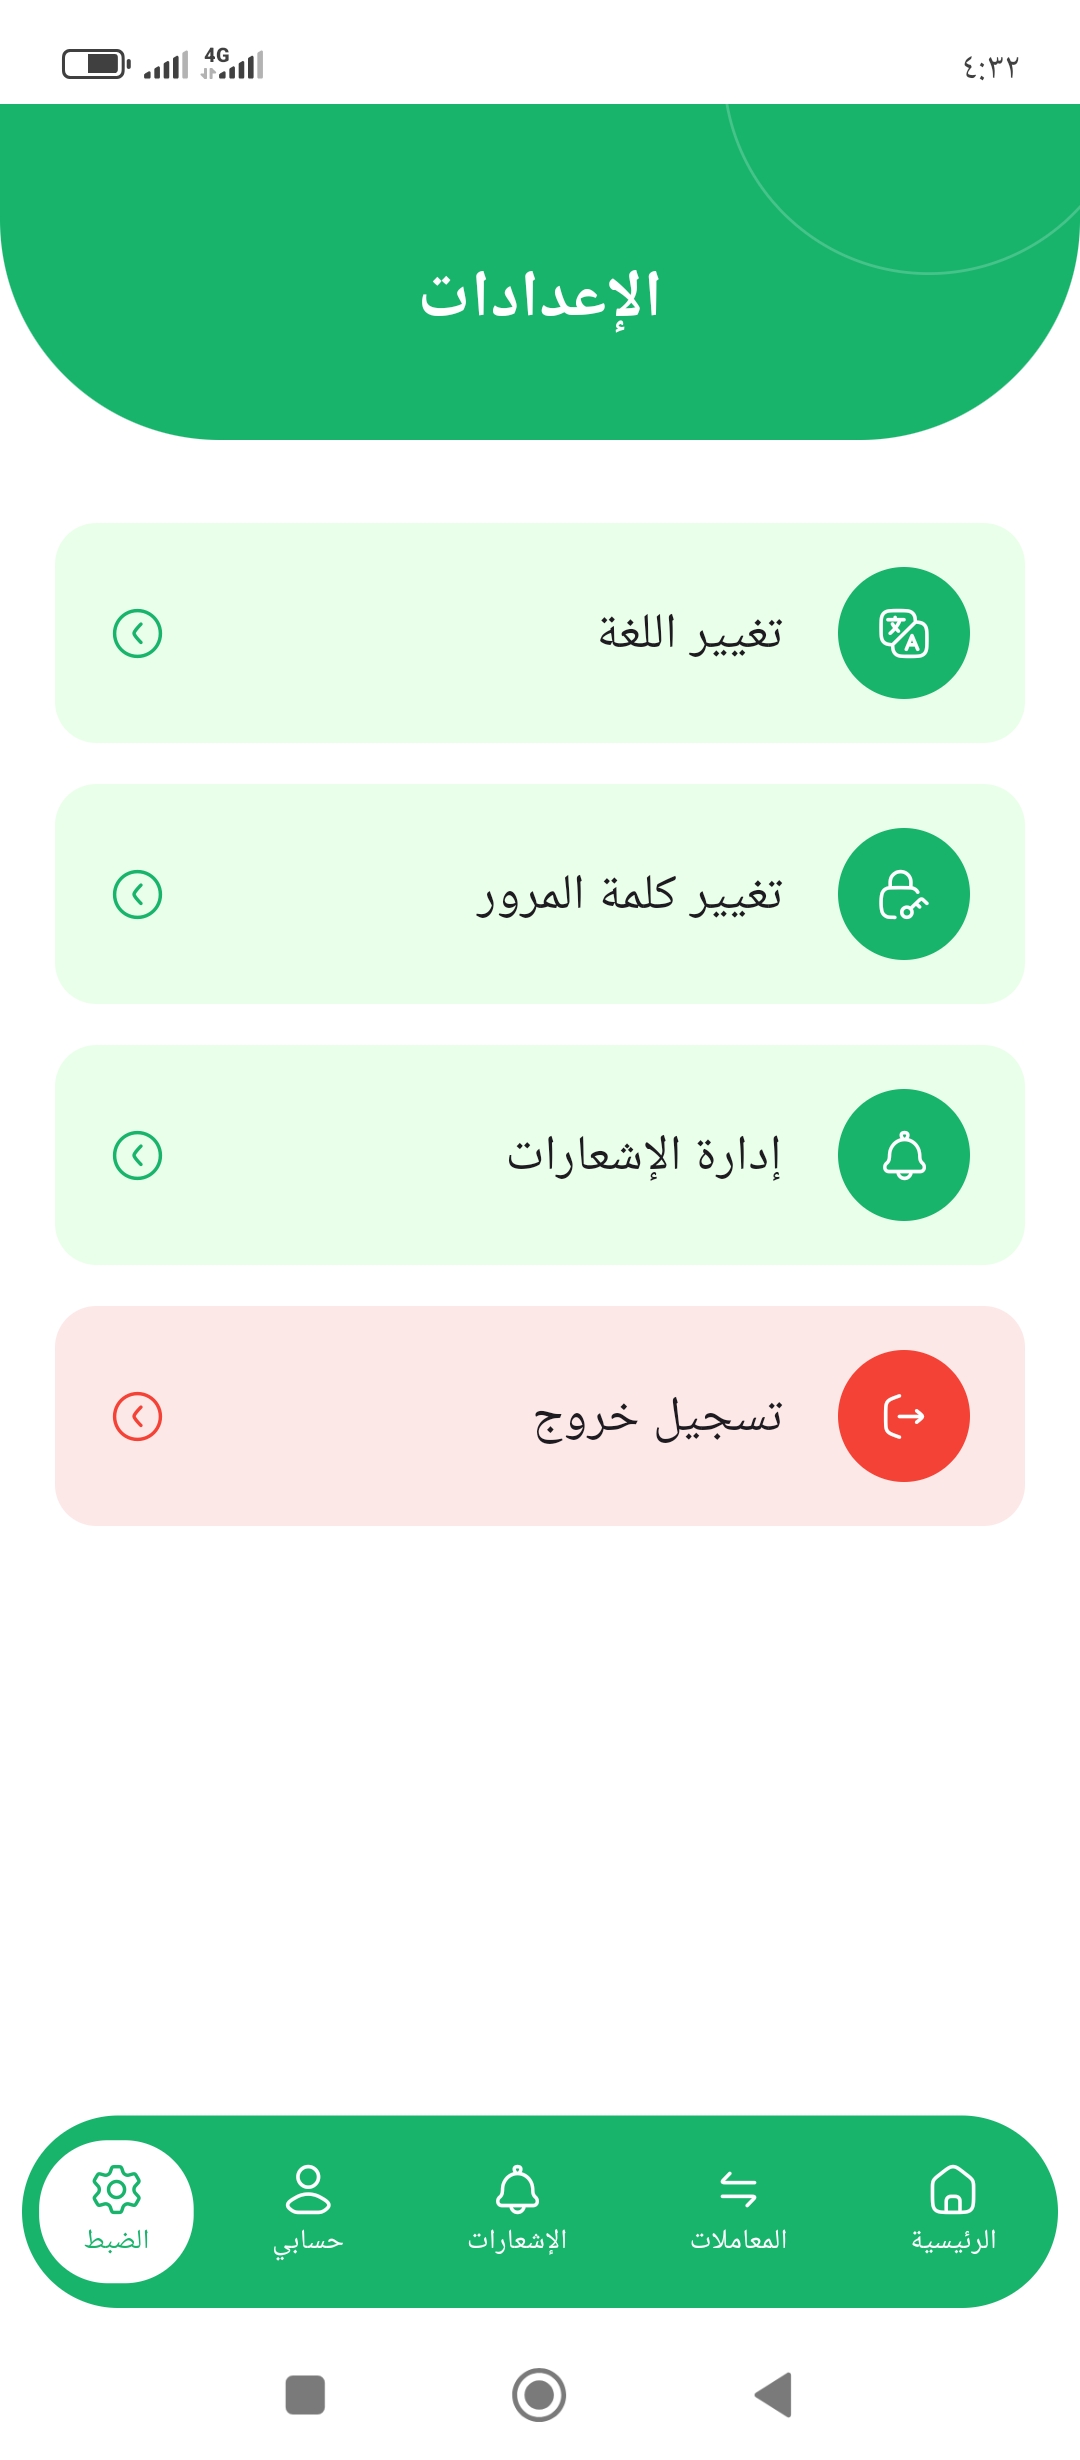 ٤:٣٢
4G
الإعدادات
تغيير اللغة
تغيير كلمة المرور
إدارة الإشعارات
تسجيل خروج
الرئيسية
المعاملات
الإشعارات
حسابي
الضبط